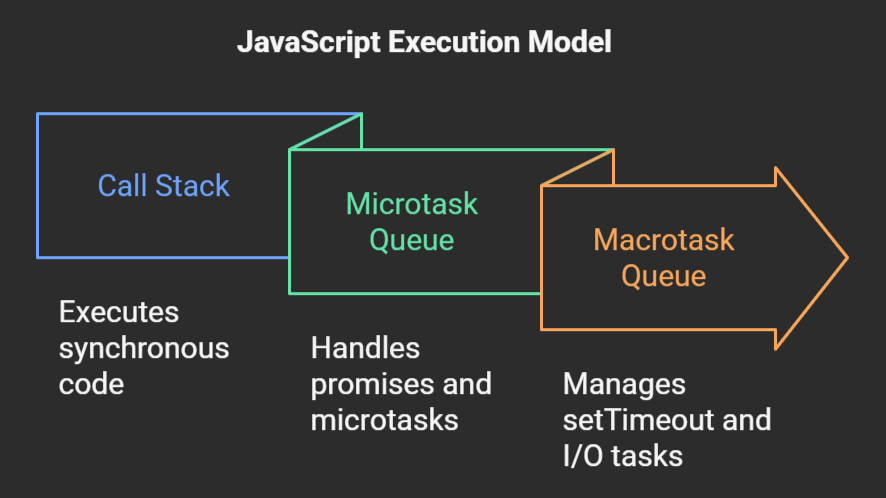 JavaScript Execution Model
Call Stack
Microtask
Queue
Macrotask
Queue
Executes
synchronous
code
Handles
promises and
microtasks
Manages
setTimeout and
I/O tasks